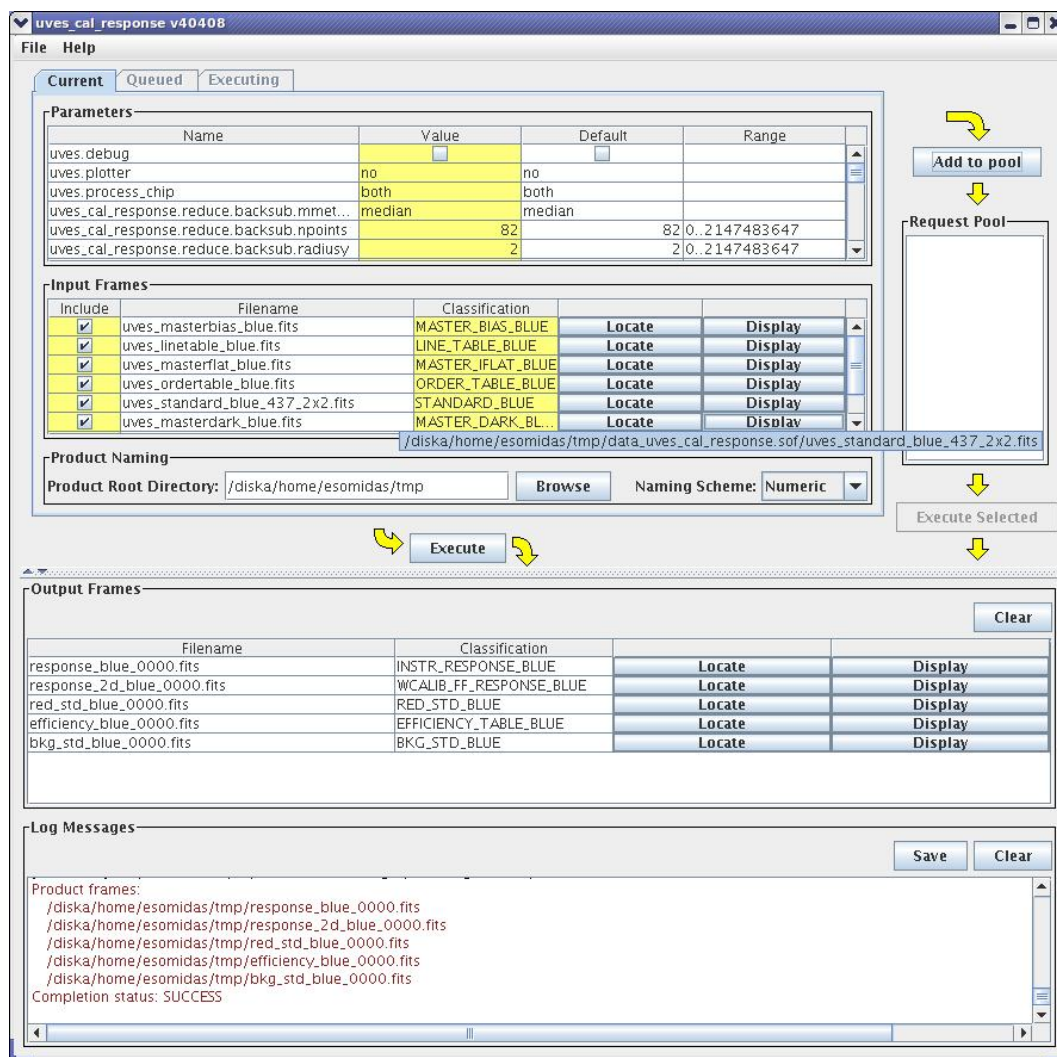 uves_cal_response v40408
File Help
Current Queued Executing
Parameters
Name Value Default Range
uves.debug
uves.plotter no no
uves.process_chip both both
uves_cal_response.reduce.backsub.mmet... median median
uves_cal_response.reduce.backsub.npoints 82 82 0..2147483647
uves_cal_response.reduce.backsub.radiusy 2 2 0..2147483647
Add to pool
Request Pool
Input Frames
Include Filename Classification
uves_masterbias_blue.fits MASTER_BIAS_BLUE Locate Display
uves_linetable_blue.fits LINE_TABLE_BLUE Locate Display
uves_masterflat_blue.fits MASTER_IFLAT_BLUE Locate Display
uves_ordertable_blue.fits ORDER_TABLE_BLUE Locate Display
uves_standard_blue_437_2x2.fits STANDARD_BLUE Locate Display
uves_masterdark_blue.fits MASTER_DARK_BL... Locate Display
/diska/home/esomidas/tmp/data_uves_cal_response.sof/uves_standard_blue_437_2x2.fits
Product Naming
Product Root Directory: /diska/home/esomidas/tmp Browse Naming Scheme: Numeric
Execute Selected
Execute
Output Frames
Clear
Filename Classification
response_blue_0000.fits INSTR_RESPONSE_BLUE Locate Display
response_2d_blue_0000.fits WCALIB_FF_RESPONSE_BLUE Locate Display
red_std_blue_0000.fits RED_STD_BLUE Locate Display
efficiency_blue_0000.fits EFFICIENCY_TABLE_BLUE Locate Display
bkg_std_blue_0000.fits BKG_STD_BLUE Locate Display
Log Messages
Save Clear
Product frames:
/diska/home/esomidas/tmp/response_blue_0000.fits
/diska/home/esomidas/tmp/response_2d_blue_0000.fits
/diska/home/esomidas/tmp/red_std_blue_0000.fits
/diska/home/esomidas/tmp/efficiency_blue_0000.fits
/diska/home/esomidas/tmp/bkg_std_blue_0000.fits
Completion status: SUCCESS